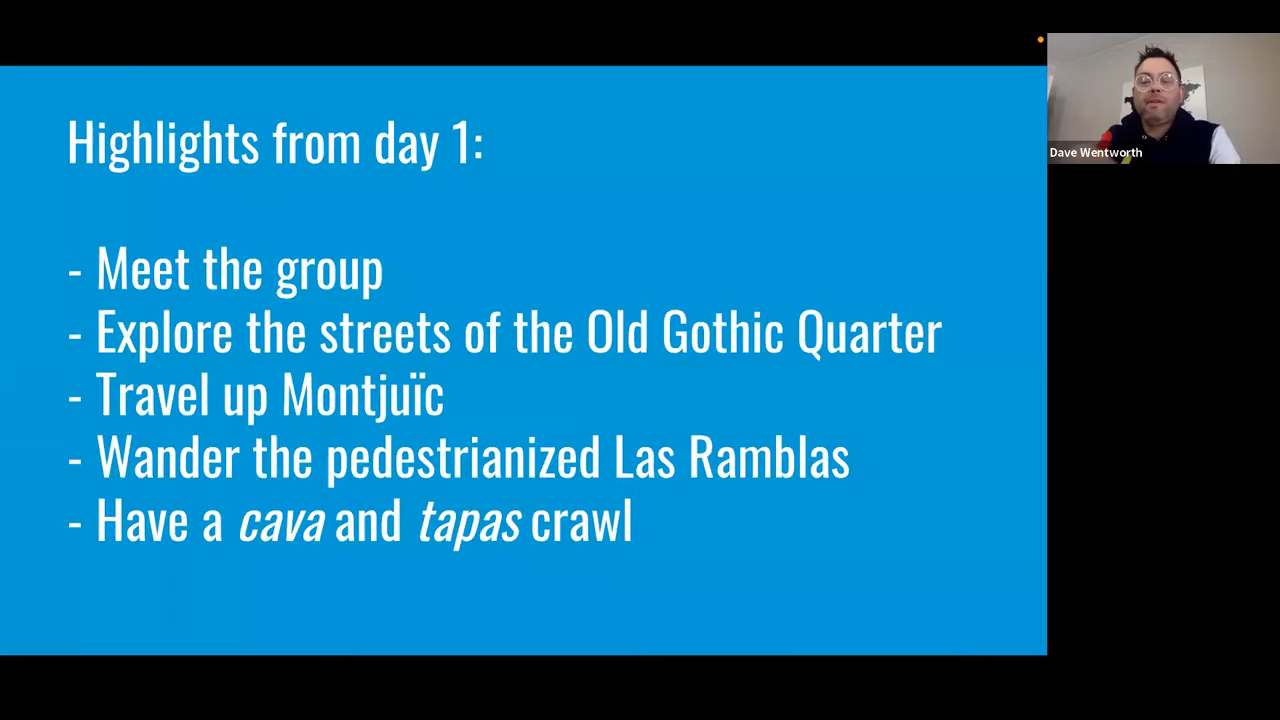 Highlights from day 1:
- Meet the group
- Explore the streets of the Old Gothic Quarter
- Travel up Montjuïc
- Wander the pedestrianized Las Ramblas
- Have a cava and tapas crawl
Dave Wentworth